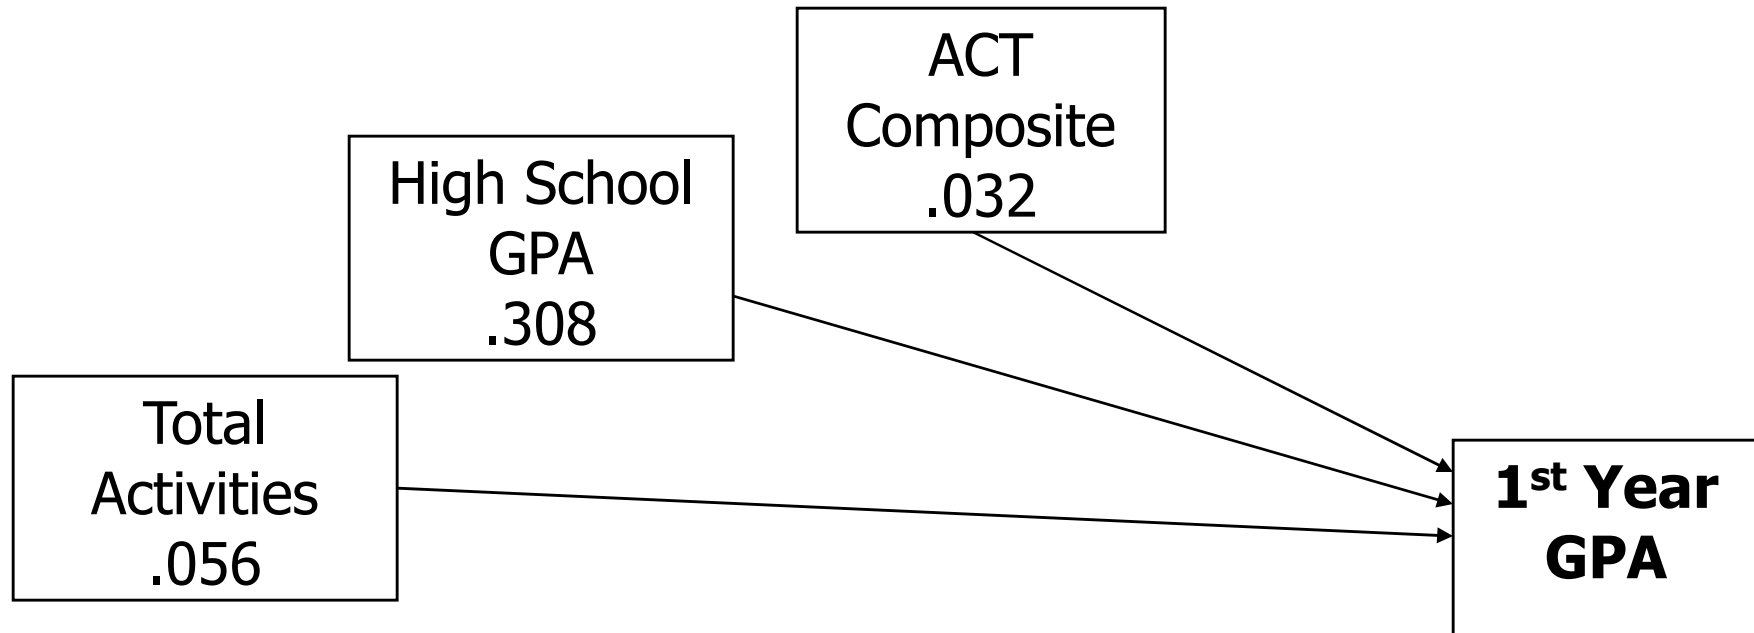 ACT
Composite
.032
High School
GPA
.308
Total
Activities
.056
1st Year
GPA